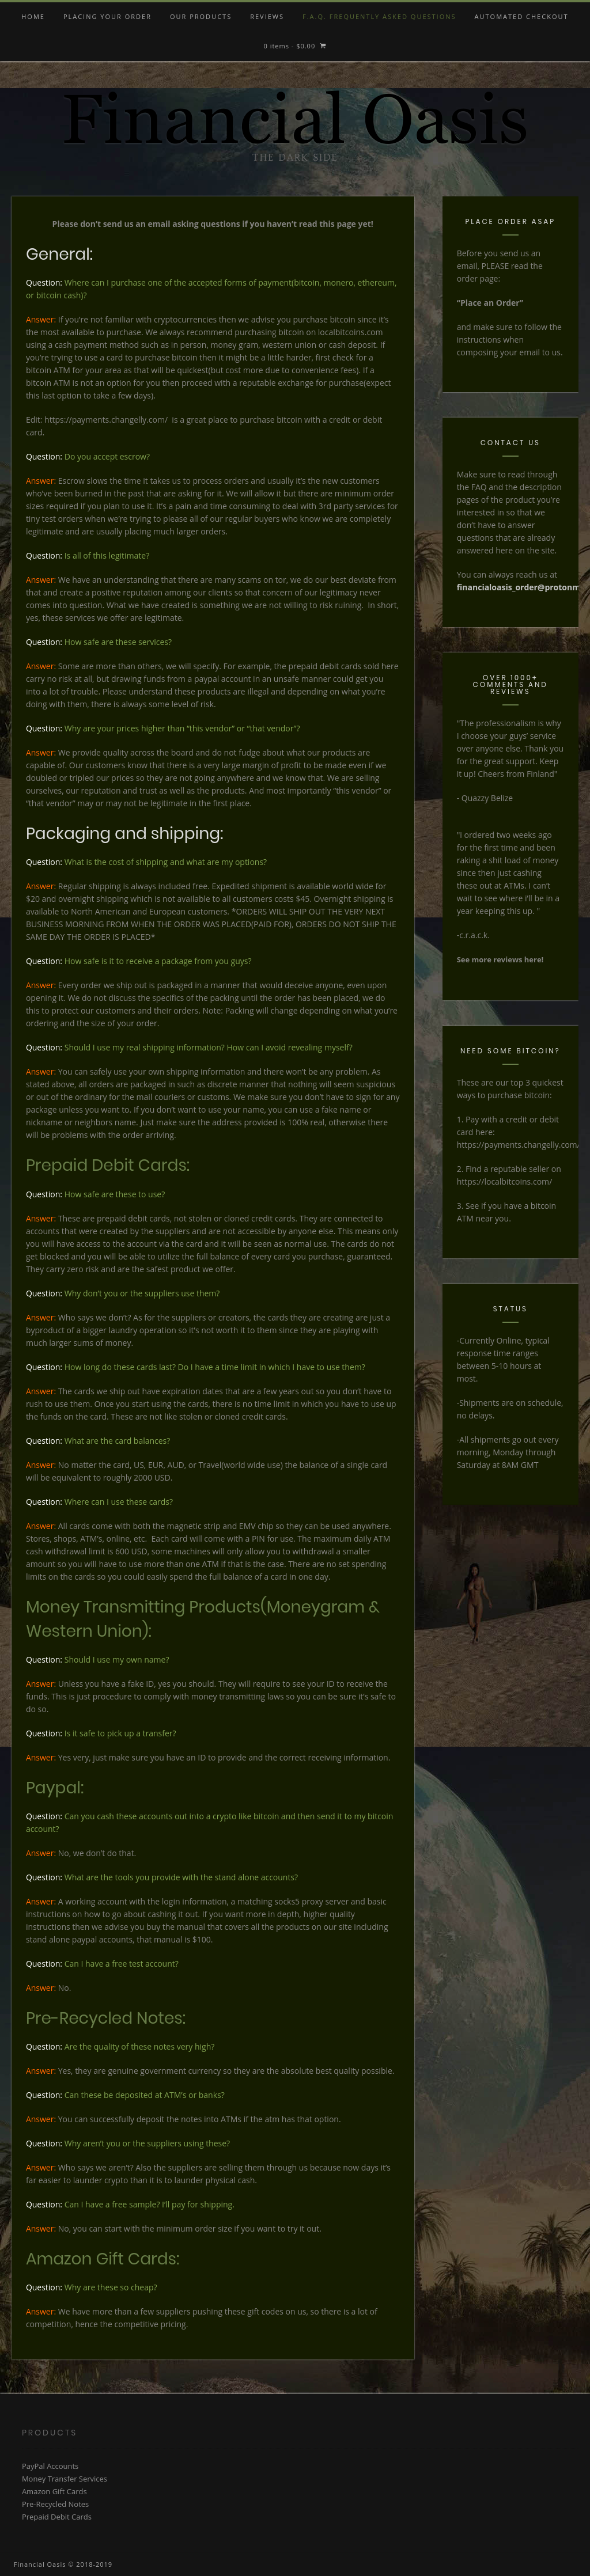 HOME PLACING YOUR ORDER OUR PRODUCTS REVIEWS F.A.Q. FREQUENTLY ASKED QUESTIONS AUTOMATED CHECKOUT
0 items - $0.00
Financial Oasis
THE DARK SIDE
Please don't send us an email asking questions if you haven't read this page yet!
General:
Question: Where can I purchase one of the accepted forms of payment(bitcoin, monero, ethereum,
or bitcoin cash)?
Answer: If you're not familiar with cryptocurrencies then we advise you purchase bitcoin since it's
the most available to purchase. We always recommend purchasing bitcoin on localbitcoins.com
using a cash payment method such as in person, money gram, western union or cash deposit. If
you're trying to use a card to purchase bitcoin then it might be a little harder, first check for a
bitcoin ATM for your area as that will be quickest(but cost more due to convenience fees). If a
bitcoin ATM is not an option for you then proceed with a reputable exchange for purchase(expect
this last option to take a few days).
Edit: https://payments.changelly.com/ is a great place to purchase bitcoin with a credit or debit
card.
Question: Do you accept escrow?
Answer: Escrow slows the time it takes us to process orders and usually it's the new customers
who've been burned in the past that are asking for it. We will allow it but there are minimum order
sizes required if you plan to use it. It's a pain and time consuming to deal with 3rd party services for
tiny test orders when we're trying to please all of our regular buyers who know we are completely
legitimate and are usually placing much larger orders.
Question: Is all of this legitimate?
Answer: We have an understanding that there are many scams on tor, we do our best deviate from
that and create a positive reputation among our clients so that concern of our legitimacy never
comes into question. What we have created is something we are not willing to risk ruining. In short,
yes, these services we offer are legitimate.
Question: How safe are these services?
Answer: Some are more than others, we will specify. For example, the prepaid debit cards sold here
carry no risk at all, but drawing funds from a paypal account in an unsafe manner could get you
into a lot of trouble. Please understand these products are illegal and depending on what you're
doing with them, there is always some level of risk.
Question: Why are your prices higher than “this vendor” or “that vendor”?
Answer: We provide quality across the board and do not fudge about what our products are
capable of. Our customers know that there is a very large margin of profit to be made even if we
doubled or tripled our prices so they are not going anywhere and we know that. We are selling
ourselves, our reputation and trust as well as the products. And most importantly “this vendor” or
“that vendor” may or may not be legitimate in the first place.
Packaging and shipping:
Question: What is the cost of shipping and what are my options?
Answer: Regular shipping is always included free. Expedited shipment is available world wide for
$20 and overnight shipping which is not available to all customers costs $45. Overnight shipping is
available to North American and European customers. *ORDERS WILL SHIP OUT THE VERY NEXT
BUSINESS MORNING FROM WHEN THE ORDER WAS PLACED(PAID FOR), ORDERS DO NOT SHIP THE
SAME DAY THE ORDER IS PLACED*
Question: How safe is it to receive a package from you guys?
Answer: Every order we ship out is packaged in a manner that would deceive anyone, even upon
opening it. We do not discuss the specifics of the packing until the order has been placed, we do
this to protect our customers and their orders. Note: Packing will change depending on what you're
ordering and the size of your order.
Question: Should I use my real shipping information? How can I avoid revealing myself?
Answer: You can safely use your own shipping information and there won't be any problem. As
stated above, all orders are packaged in such as discrete manner that nothing will seem suspicious
or out of the ordinary for the mail couriers or customs. We make sure you don't have to sign for any
package unless you want to. If you don't want to use your name, you can use a fake name or
nickname or neighbors name. Just make sure the address provided is 100% real, otherwise there
will be problems with the order arriving.
Prepaid Debit Cards:
Question: How safe are these to use?
Answer: These are prepaid debit cards, not stolen or cloned credit cards. They are connected to
accounts that were created by the suppliers and are not accessible by anyone else. This means only
you will have access to the account via the card and it will be seen as normal use. The cards do not
get blocked and you will be able to utilize the full balance of every card you purchase, guaranteed.
They carry zero risk and are the safest product we offer.
Question: Why don't you or the suppliers use them?
Answer: Who says we don't? As for the suppliers or creators, the cards they are creating are just a
byproduct of a bigger laundry operation so it's not worth it to them since they are playing with
much larger sums of money.
Question: How long do these cards last? Do I have a time limit in which I have to use them?
Answer: The cards we ship out have expiration dates that are a few years out so you don't have to
rush to use them. Once you start using the cards, there is no time limit in which you have to use up
the funds on the card. These are not like stolen or cloned credit cards.
Question: What are the card balances?
Answer: No matter the card, US, EUR, AUD, or Travel(world wide use) the balance of a single card
will be equivalent to roughly 2000 USD.
Question: Where can I use these cards?
Answer: All cards come with both the magnetic strip and EMV chip so they can be used anywhere.
Stores, shops, ATM's, online, etc. Each card will come with a PIN for use. The maximum daily ATM
cash withdrawal limit is 600 USD, some machines will only allow you to withdrawal a smaller
amount so you will have to use more than one ATM if that is the case. There are no set spending
limits on the cards so you could easily spend the full balance of a card in one day.
Money Transmitting Products(Moneygram &
Western Union):
Question: Should I use my own name?
Answer: Unless you have a fake ID, yes you should. They will require to see your ID to receive the
funds. This is just procedure to comply with money transmitting laws so you can be sure it's safe to
do so.
Question: Is it safe to pick up a transfer?
Answer: Yes very, just make sure you have an ID to provide and the correct receiving information.
Paypal:
Question: Can you cash these accounts out into a crypto like bitcoin and then send it to my bitcoin
account?
Answer: No, we don't do that.
Question: What are the tools you provide with the stand alone accounts?
Answer: A working account with the login information, a matching socks5 proxy server and basic
instructions on how to go about cashing it out. If you want more in depth, higher quality
instructions then we advise you buy the manual that covers all the products on our site including
stand alone paypal accounts, that manual is $100.
Question: Can I have a free test account?
Answer: No.
Pre-Recycled Notes:
Question: Are the quality of these notes very high?
Answer: Yes, they are genuine government currency so they are the absolute best quality possible.
Question: Can these be deposited at ATM's or banks?
Answer: You can successfully deposit the notes into ATMs if the atm has that option.
Question: Why aren't you or the suppliers using these?
Answer: Who says we aren't? Also the suppliers are selling them through us because now days it's
far easier to launder crypto than it is to launder physical cash.
Question: Can I have a free sample? I'll pay for shipping.
Answer: No, you can start with the minimum order size if you want to try it out.
Amazon Gift Cards:
Question: Why are these so cheap?
Answer: We have more than a few suppliers pushing these gift codes on us, so there is a lot of
competition, hence the competitive pricing.
PLACE ORDER ASAP
Before you send us an
email, PLEASE read the
order page:
“Place an Order”
and make sure to follow the
instructions when
composing your email to us.
CONTACT US
Make sure to read through
the FAQ and the description
pages of the product you're
interested in so that we
don't have to answer
questions that are already
answered here on the site.
You can always reach us at
financialoasis_order@protonm
OVER 1000+
COMMENTS AND
REVIEWS
"The professionalism is why
I choose your guys' service
over anyone else. Thank you
for the great support. Keep
it up! Cheers from Finland"
- Quazzy Belize
"I ordered two weeks ago
for the first time and been
raking a shit load of money
since then just cashing
these out at ATMs. I can't
wait to see where I'll be in a
year keeping this up. "
-c.r.a.c.k.
See more reviews here!
NEED SOME BITCOIN?
These are our top 3 quickest
ways to purchase bitcoin:
1. Pay with a credit or debit
card here:
https://payments.changelly.com/
2. Find a reputable seller on
https://localbitcoins.com/
3. See if you have a bitcoin
ATM near you.
STATUS
-Currently Online, typical
response time ranges
between 5-10 hours at
most.
-Shipments are on schedule,
no delays.
-All shipments go out every
morning, Monday through
Saturday at 8AM GMT
PRODUCTS
PayPal Accounts
Money Transfer Services
Amazon Gift Cards
Pre-Recycled Notes
Prepaid Debit Cards
Financial Oasis © 2018-2019